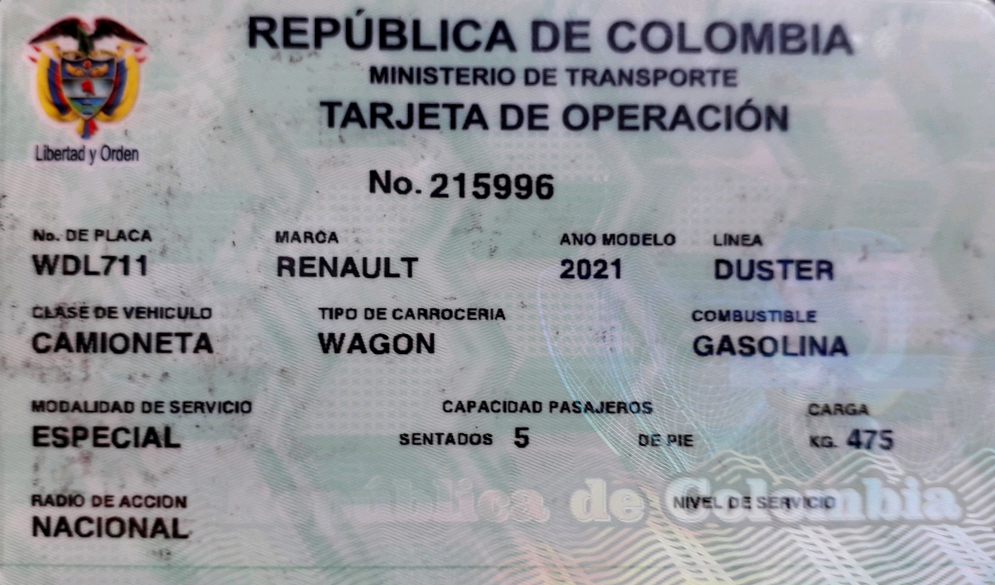 REPÚBLICA DE COLOMBIA
MINISTERIO DE TRANSPORTE
TARJETA DE OPERACIÓN
Libertad y Orden
No. 215996
No. DE PLACA MARCA ANO MODELO LINEA
WDL711 RENAULT 2021 DUSTER
CLASE DE VEHICULO TIPO DE CARROCERIA COMBUSTIBLE
CAMIONETA WAGON GASOLINA
MODALIDAD DE SERVICIO CAPACIDAD PASAJEROS CARGA
ESPECIAL SENTADOS 5 DE PIE KG. 475
RADIO DE ACCION NIVEL DE SERVICIO
República de Colombia
NACIONAL